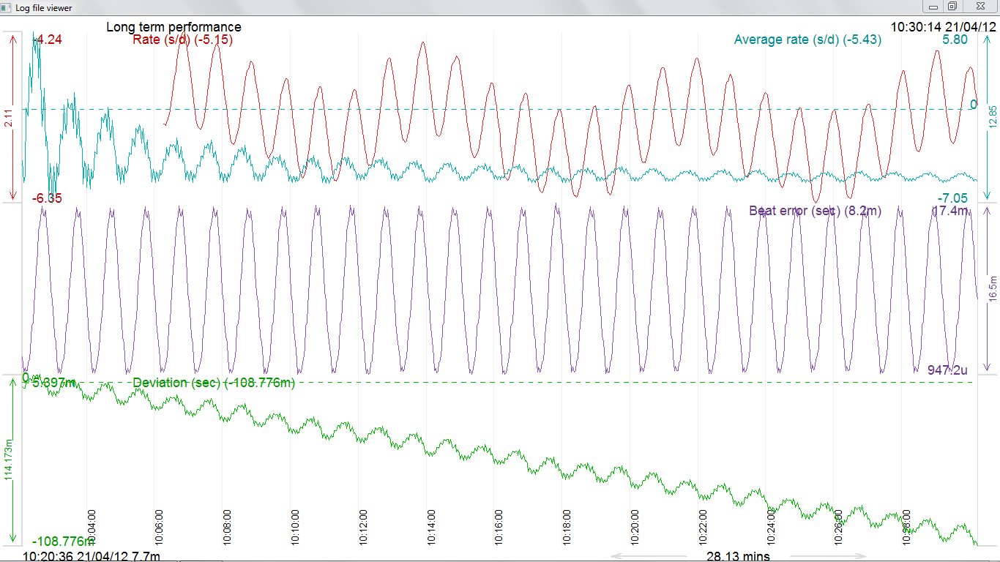 Log file viewer
Long term performance
10:30:14 21/04/12
-4.24
Rate (s/d) (-5.15)
Average rate (s/d) (-5.43)
5.80
0
2.11
12.85
-6.35
-7.05
Beat error (sec) (8.2m)
17.4m
16.5m
947.2u
0
5.397m
Deviation (sec) (-108.776m)
114.173m
10:04:00
10:06:00
10:08:00
10:10:00
10:12:00
10:14:00
10:16:00
10:18:00
10:20:00
10:22:00
10:24:00
10:26:00
10:28:00
-108.776m
10:20:36 21/04/12 7.7m
28.13 mins